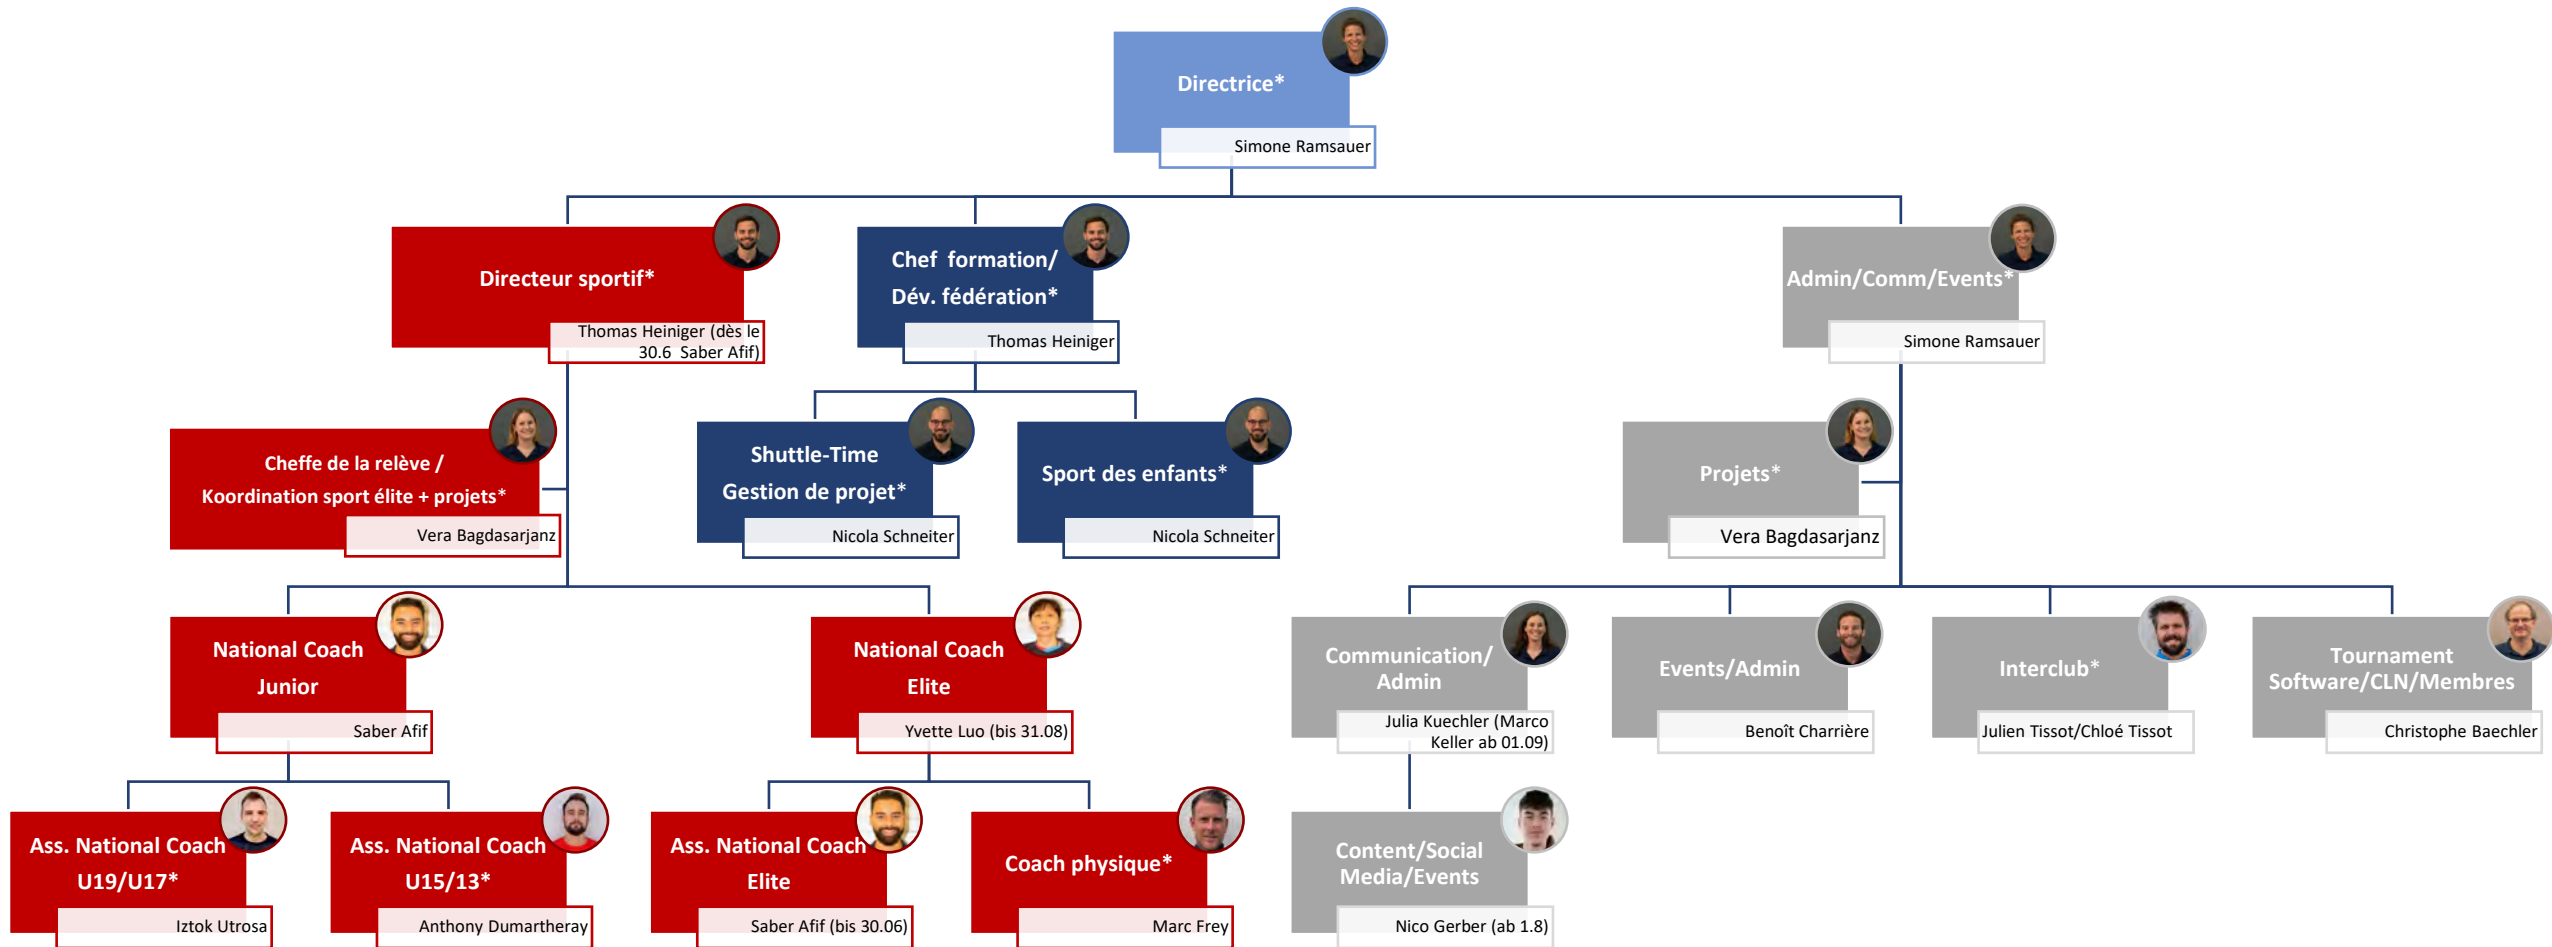 Directrice*
Simone Ramsauer
Directeur sportif*
Thomas Heiniger (dès le
30.6 Saber Afif)
Chef formation/
Dév. fédération*
Thomas Heiniger
Admin/Comm/Events*
Simone Ramsauer
Cheffe de la relève /
Koordination sport élite + projets*
Vera Bagdasarjanz
Shuttle-Time
Gestion de projet*
Nicola Schneiter
Sport des enfants*
Nicola Schneiter
Projets*
Vera Bagdasarjanz
National Coach
Junior
Saber Afif
National Coach
Elite
Yvette Luo (bis 31.08)
Communication/
Admin
Julia Kuechler (Marco
Keller ab 01.09)
Events/Admin
Benoît Charrière
Interclub*
Julien Tissot/Chloé Tissot
Tournament
Software/CLN/Membres
Christophe Baechler
Ass. National Coach
U19/U17*
Iztok Utrosa
Ass. National Coach
U15/13*
Anthony Dumartheray
Ass. National Coach
Elite
Saber Afif (bis 30.06)
Coach physique*
Marc Frey
Content/Social
Media/Events
Nico Gerber (ab 1.8)